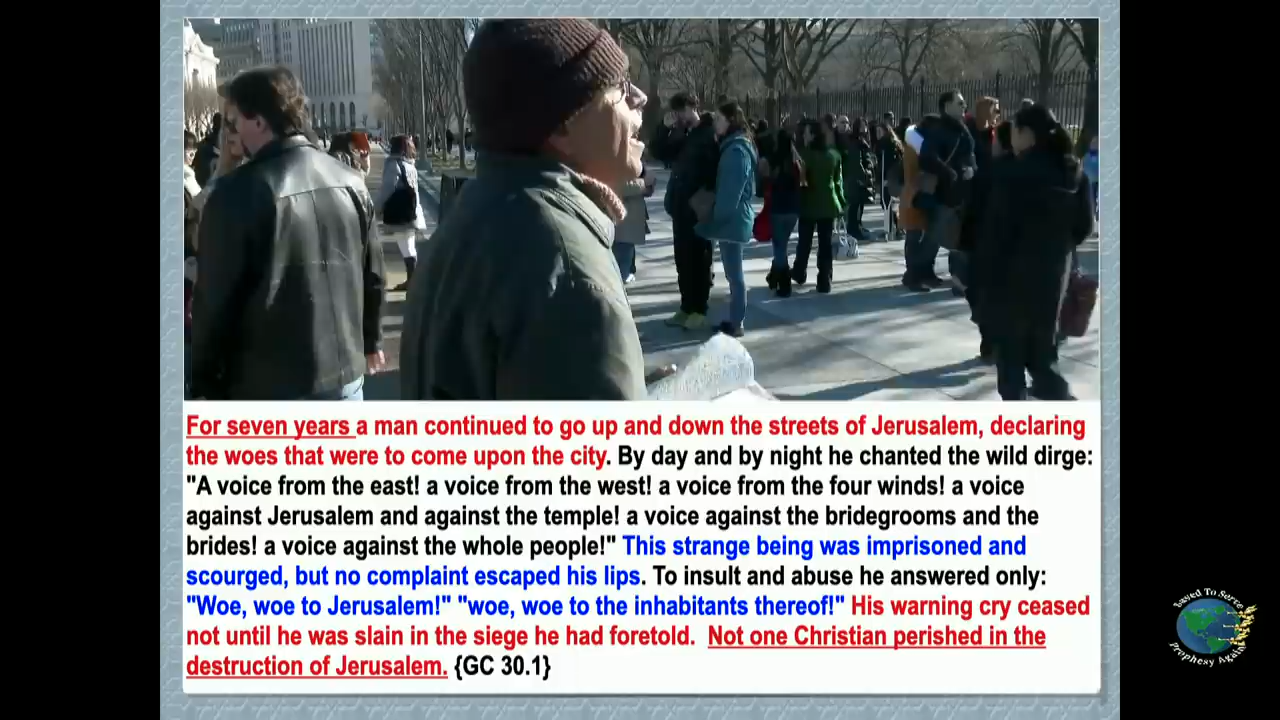 For seven years a man continued to go up and down the streets of Jerusalem, declaring
the woes that were to come upon the city. By day and by night he chanted the wild dirge:
"A voice from the east! a voice from the west! a voice from the four winds! a voice
against Jerusalem and against the temple! a voice against the bridegrooms and the
brides! a voice against the whole people!" This strange being was imprisoned and
scourged, but no complaint escaped his lips. To insult and abuse he answered only:
"Woe, woe to Jerusalem!" "woe, woe to the inhabitants thereof!" His warning cry ceased
not until he was slain in the siege he had foretold. Not one Christian perished in the
destruction of Jerusalem. {GC 30.1}
To Serve
Prophesy Again